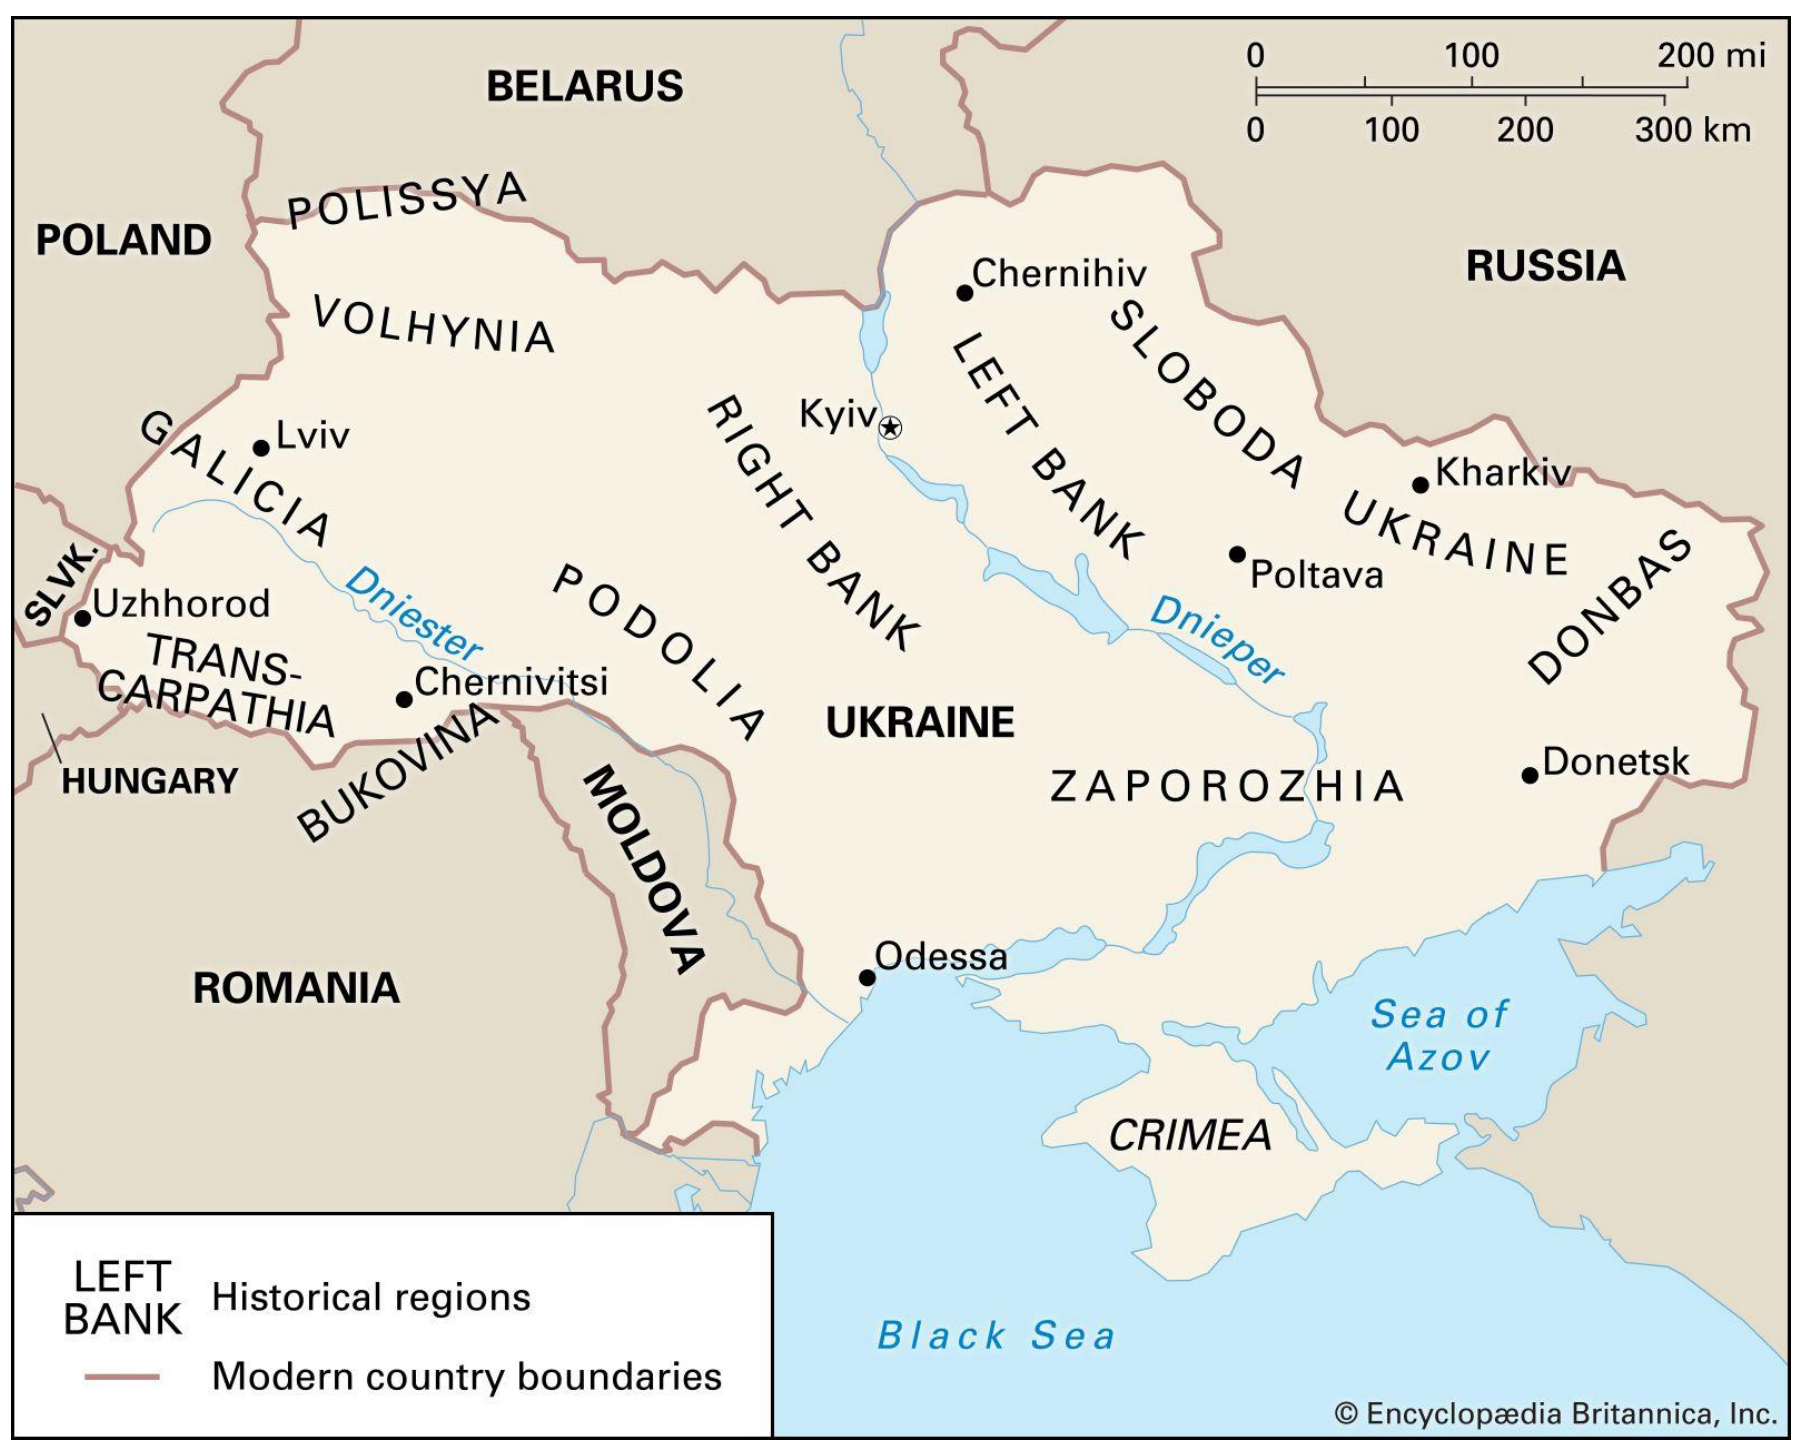 0 100 200 mi
0 100 200 300 km
BELARUS
POLISSYA
POLAND
RUSSIA
Chernihiv
VOLHYNIA
SLOBODA UKRAINE
LEFT BANK
Kyiv
RIGHT BANK
GALICIA
Lviv
Kharkiv
Poltava
DONBAS
SLVK.
Uzhhorod
Dniester
PODOLIA
Dnieper
TRANS-
CARPATHIA
Chernivitsi
UKRAINE
HUNGARY
BUKOVINA
MOLDOVA
ZAPOROZHIA
Donetsk
ROMANIA
Odessa
Sea of
Azov
CRIMEA
LEFT
BANK
Historical regions
Modern country boundaries
Black Sea
© Encyclopædia Britannica, Inc.